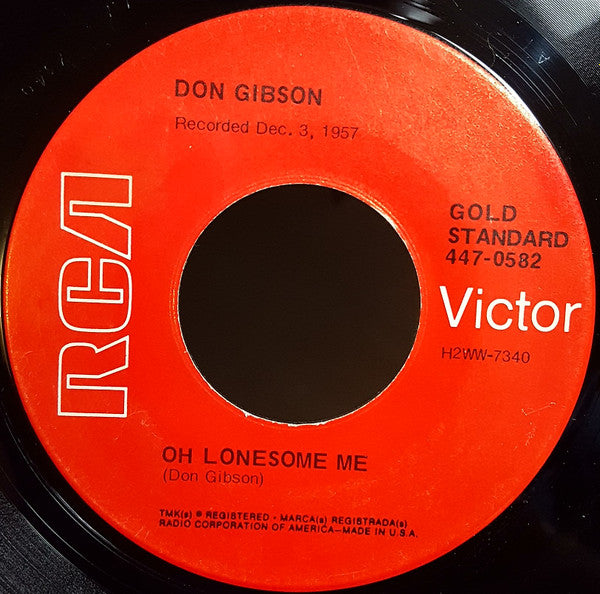 DON GIBSON
Recorded Dec. 3, 1957
RCA
GOLD
STANDARD
447-0582
Victor
H2WW-7340
OH LONESOME ME
(Don Gibson)
TMK(s) ® REGISTERED • MARCA(s) REGISTRADA(s)
RADIO CORPORATION OF AMERICA—MADE IN U.S.A.